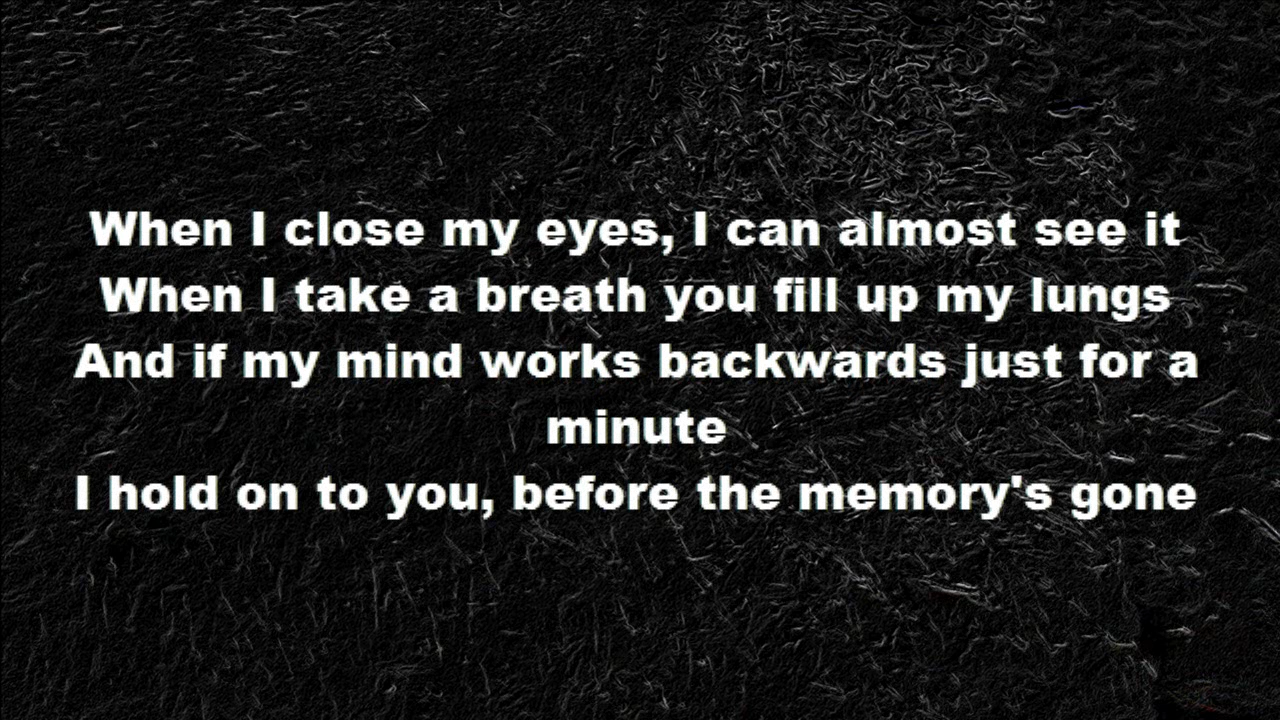 When I close my eyes, I can almost see it
When I take a breath you fill up my lungs
And if my mind works backwards just for a
minute
I hold on to you, before the memory's gone